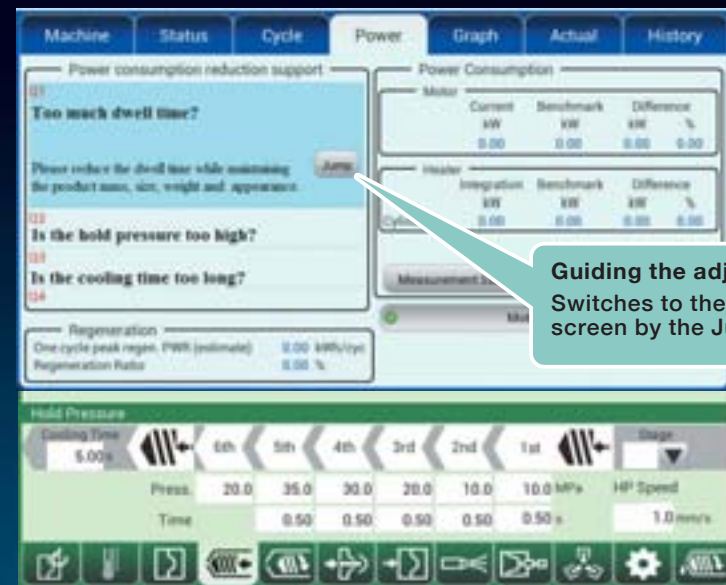 Machine Status Cycle Power Graph Actual History
Power consumption reduction support
Q1
Too much dwell time?
Please reduce the dwell time while maintaining
the product mass, size, weight and appearance.
Jump
Q2
Is the hold pressure too high?
Q3
Is the cooling time too long?
Q4
Regeneration
One cycle peak regen. PWR (estimate) 0.00 kWh/cyc
Regeneration Ratio 0.00 %
Power Consumption
Motor
Current Benchmark Difference
kW kW kW %
0.00 0.00 0.00
Heater
Integration Benchmark Difference
kW kW kW %
0.00 0.00 0.00 0.00
Measurement
Guiding the adj
Switches to the
screen by the J
Hold Pressure
Cooling Time
5.00 s
6th 5th 4th 3rd 2nd 1st
Stage
Press. 20.0 35.0 30.0 20.0 10.0 10.0 MPa
HP Speed
Time 0.50 0.50 0.50 0.50 0.50 s
1.0 mm/s